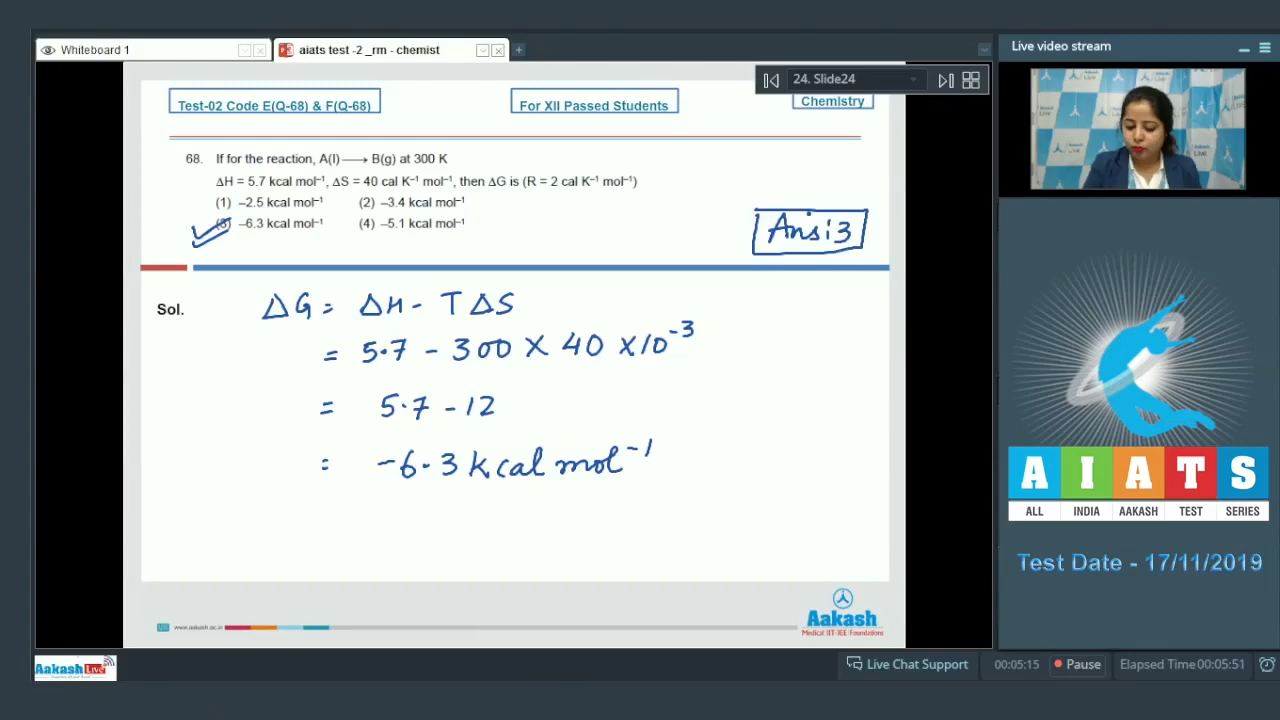 Whiteboard 1
aiats test -2 _rm - chemist
Live video stream
24. Slide24
Test-02 Code E(Q-68) & F(Q-68)
For XII Passed Students
Chemistry
68. If for the reaction, A(l) ⟶ B(g) at 300 K
ΔH = 5.7 kcal mol⁻¹, ΔS = 40 cal K⁻¹ mol⁻¹, then ΔG is (R = 2 cal K⁻¹ mol⁻¹)
(1) –2.5 kcal mol⁻¹ (2) –3.4 kcal mol⁻¹
(3) –6.3 kcal mol⁻¹ (4) –5.1 kcal mol⁻¹
Ans:3
Sol. ΔG = ΔH - TΔS
= 5.7 - 300 × 40 × 10⁻³
= 5.7 - 12
= -6.3 kcal mol⁻¹
A I A T S
ALL INDIA AAKASH TEST SERIES
Test Date - 17/11/2019
www.aakash.ac.in
Aakash
Medical | IIT-JEE | Foundations
Aakash Live
Live Chat Support
00:05:15
Pause
Elapsed Time 00:05:51